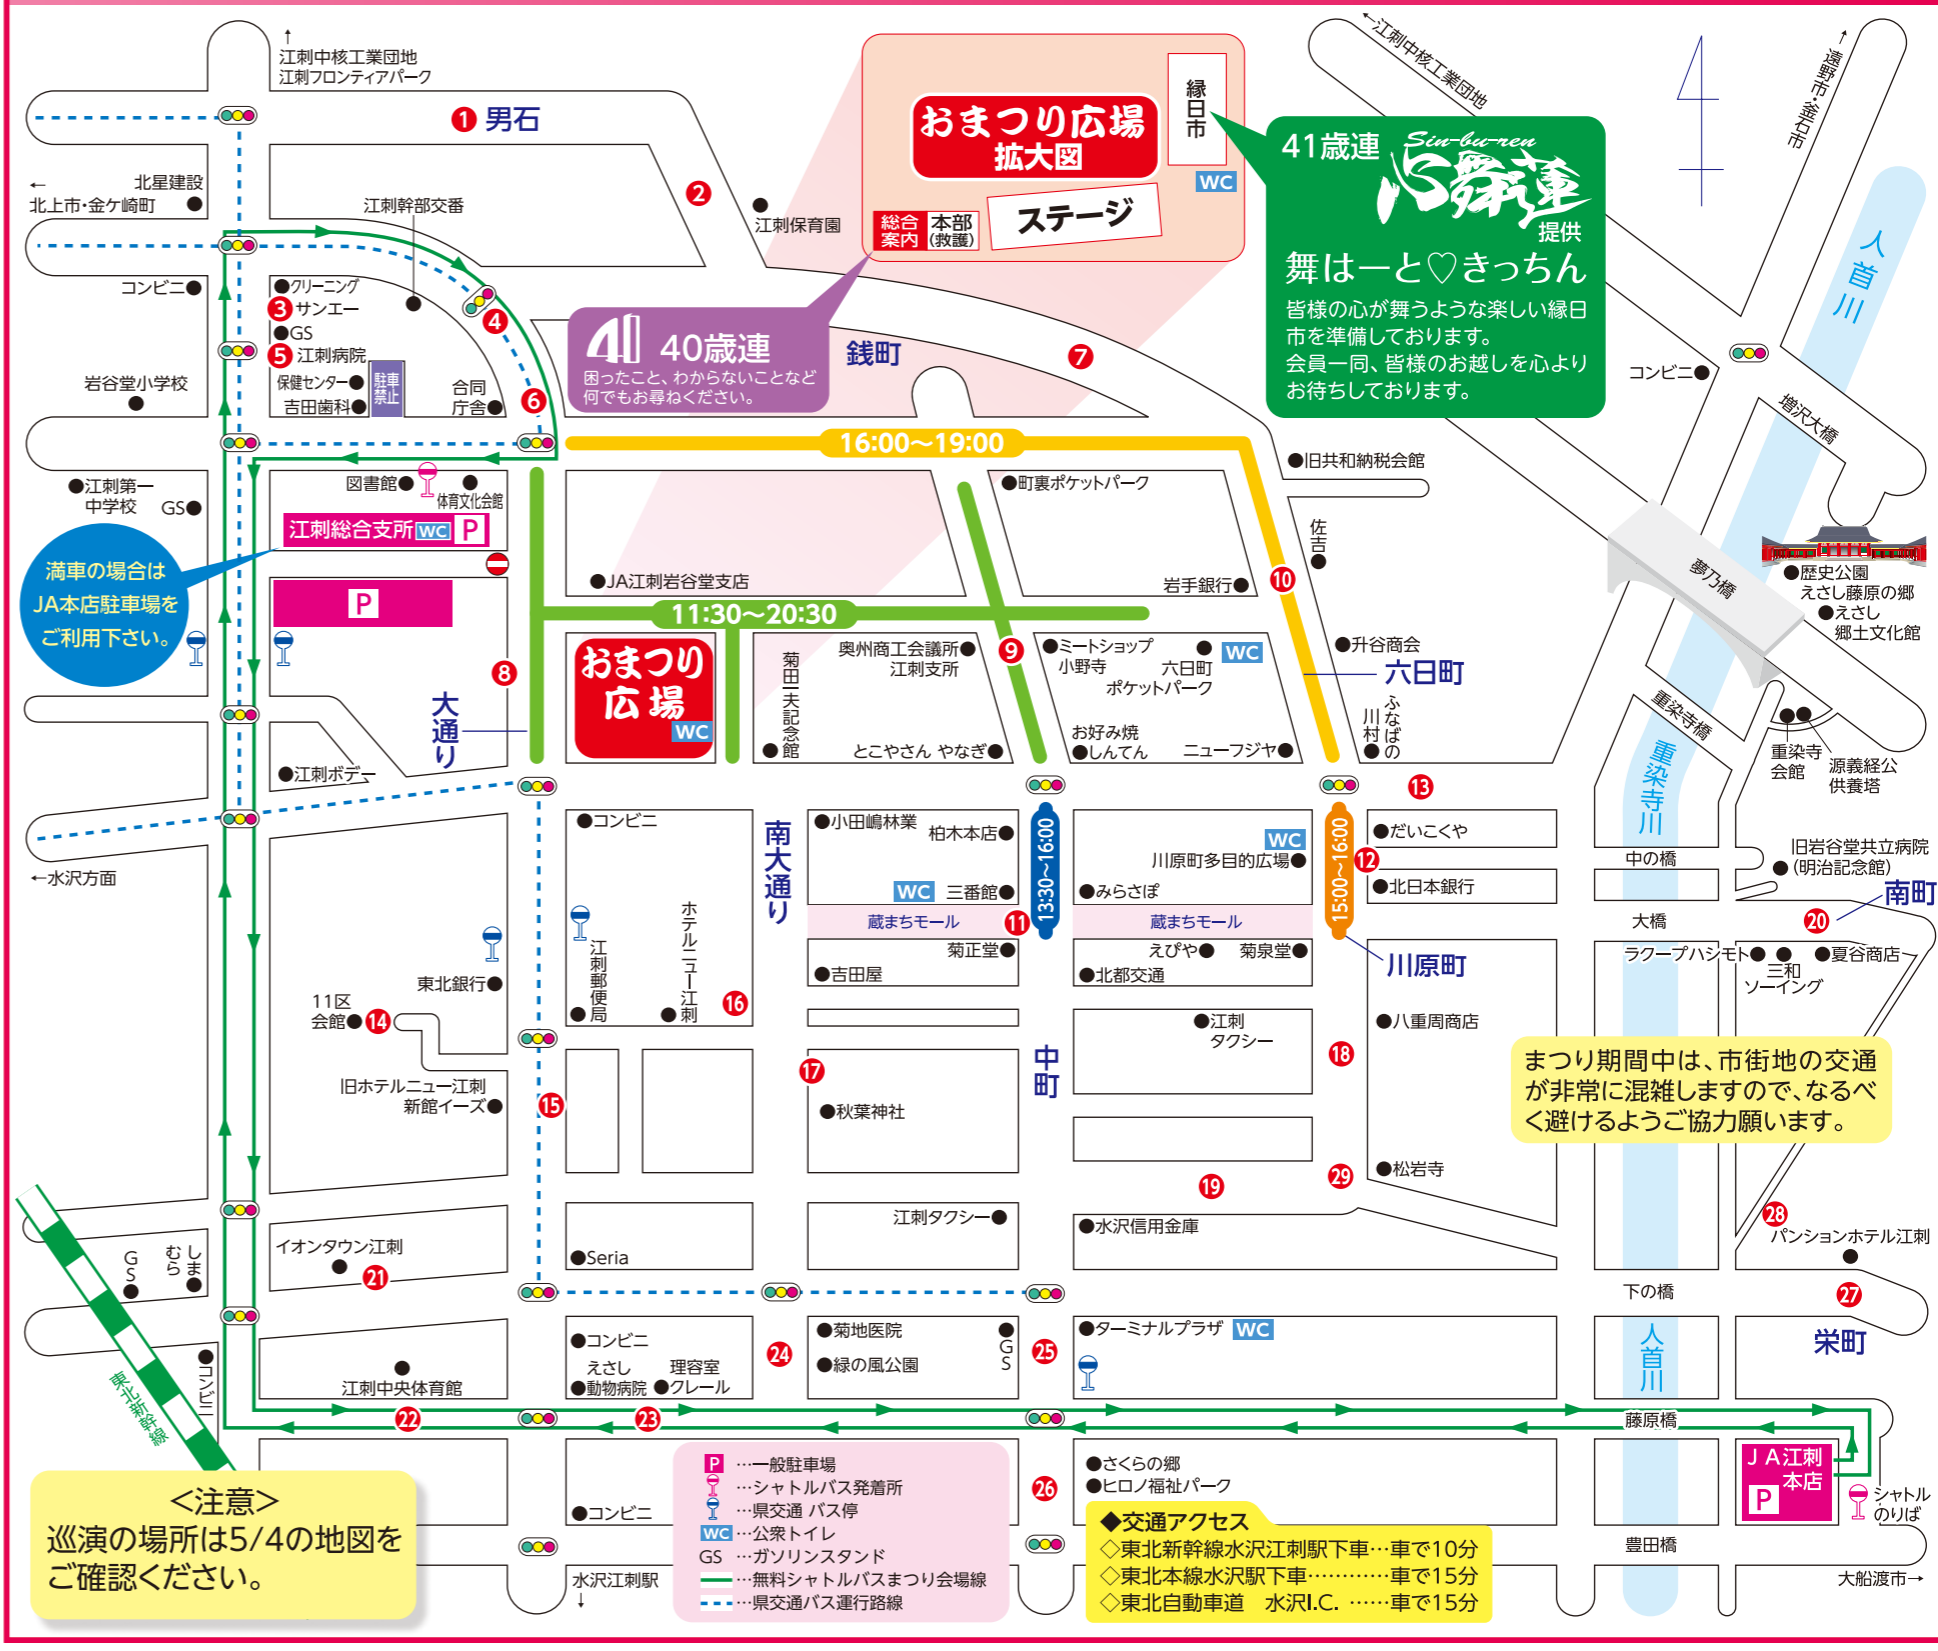 ↑
江刺中核工業団地
江刺フロンティアパーク
←江刺中核工業団地
↑遠野市・釜石市
① 男石
②
北星建設
←
北上市・金ケ崎町
江刺幹部交番
江刺保育園
縁日市
おまつり広場
拡大図
WC
ステージ
総合
案内
本部
(救護)
41歳連
Sin-bu-ren
心舞蓮
提供
舞はーと♡きっちん
皆様の心が舞うような楽しい縁日
市を準備しております。
会員一同、皆様のお越しを心より
お待ちしております。
人首川
コンビニ
クリーニング
③ サンエー
GS
④
⑤ 江刺病院
保健センター
吉田歯科
駐車
禁止
合同
庁舎
⑥
岩谷堂小学校
41 40歳連
困ったこと、わからないことなど
何でもお尋ねください。
銭町
⑦
コンビニ
増沢大橋
16:00〜19:00
旧共和納税会館
江刺第一
中学校
GS
図書館
体育文化会館
江刺総合支所 WC P
町裏ポケットパーク
佐吉
満車の場合は
JA本店駐車場を
ご利用下さい。
P
JA江刺岩谷堂支店
岩手銀行
⑩
夢乃橋
歴史公園
えさし藤原の郷
えさし
郷土文化館
11:30〜20:30
⑧
おまつり
広場
WC
菊田一夫記念館
奥州商工会議所
江刺支所
⑨
ミートショップ
小野寺
六日町
ポケットパーク
WC
升谷商会
六日町
大通り
とこやさん やなぎ
お好み焼
しんてん
ニューフジヤ
ふなばの
川村
重染寺橋
重染寺
会館
源義経公
供養塔
重染寺川
江刺ボデー
⑬
←水沢方面
コンビニ
南大通り
小田嶋林業
柏木本店
WC
三番館
13:30〜16:00
WC
川原町多目的広場
みらさぽ
15:00〜16:00
⑫
だいこくや
北日本銀行
中の橋
旧岩谷堂共立病院
(明治記念館)
南町
蔵まちモール
⑪
蔵まちモール
大橋
⑳
東北銀行
江刺郵便局
ホテルニュー江刺
⑯
菊正堂
吉田屋
えびや
菊泉堂
北都交通
川原町
ラクープハシモト
三和
ソーイング
夏谷商店
11区
会館
⑭
中町
江刺
タクシー
八重周商店
⑱
旧ホテルニュー江刺
新館イーズ
⑮
⑰
秋葉神社
まつり期間中は、市街地の交通
が非常に混雑しますので、なるべ
く避けるようご協力願います。
松岩寺
㉙
⑲
江刺タクシー
水沢信用金庫
㉘
パンションホテル江刺
GS
しまむら
イオンタウン江刺
㉑
Seria
下の橋
㉗
栄町
コンビニ
江刺中央体育館
コンビニ
えさし
動物病院
理容室
クレール
㉔
菊地医院
緑の風公園
GS
㉕
ターミナルプラザ WC
人首川
東北新幹線
㉒
㉓
藤原橋
JA江刺
本店
P
シャトル
のりば
<注意>
巡演の場所は5/4の地図を
ご確認ください。
コンビニ
水沢江刺駅
↓
P…一般駐車場
…シャトルバス発着所
…県交通 バス停
WC…公衆トイレ
GS…ガソリンスタンド
…無料シャトルバスまつり会場線
…県交通バス運行路線
㉖
さくらの郷
ヒロノ福祉パーク
◆交通アクセス
◇東北新幹線水沢江刺駅下車…車で10分
◇東北本線水沢駅下車…………車で15分
◇東北自動車道 水沢I.C. ……車で15分
豊田橋
大船渡市→